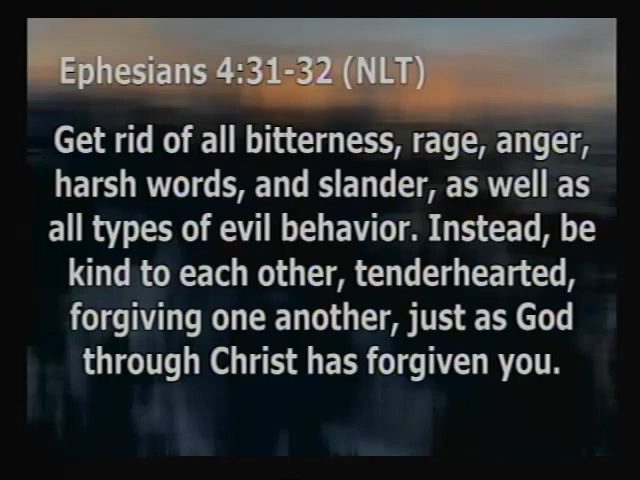 Ephesians 4:31-32 (NLT)
Get rid of all bitterness, rage, anger,
harsh words, and slander, as well as
all types of evil behavior. Instead, be
kind to each other, tenderhearted,
forgiving one another, just as God
through Christ has forgiven you.